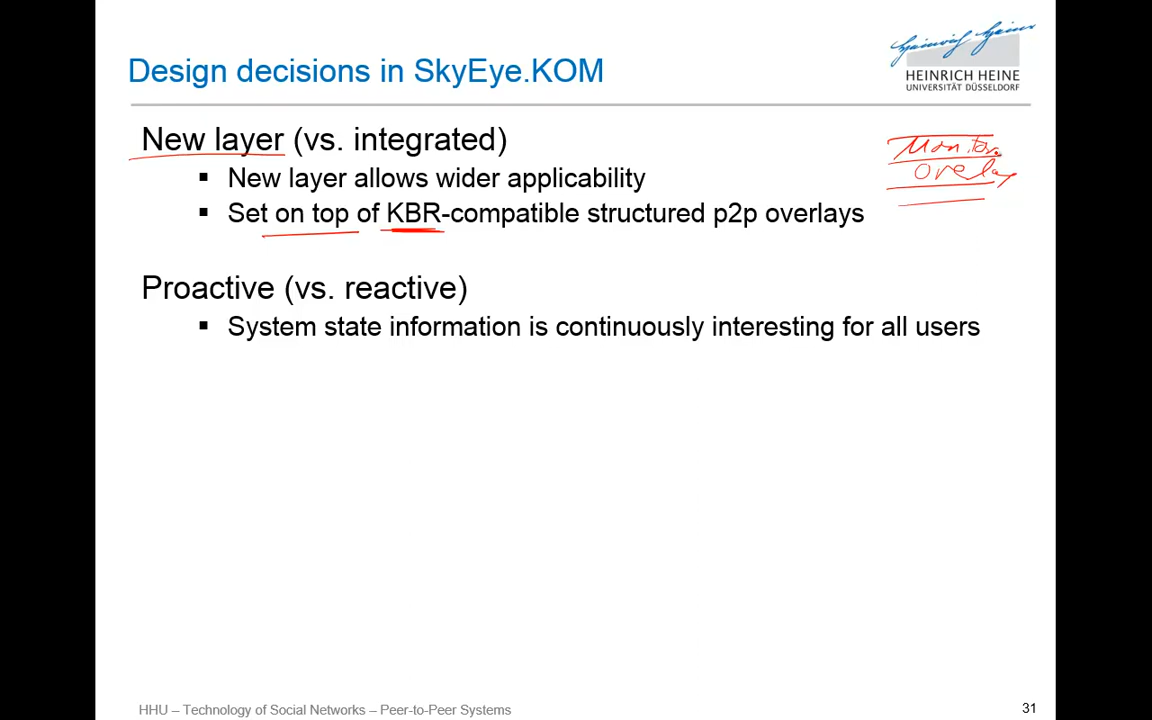 Design decisions in SkyEye.KOM
Heinrich Heine
HEINRICH HEINE
UNIVERSITÄT DÜSSELDORF
New layer (vs. integrated)
Monitor
overlay
▪ New layer allows wider applicability
▪ Set on top of KBR-compatible structured p2p overlays
Proactive (vs. reactive)
▪ System state information is continuously interesting for all users
HHU – Technology of Social Networks – Peer-to-Peer Systems
31